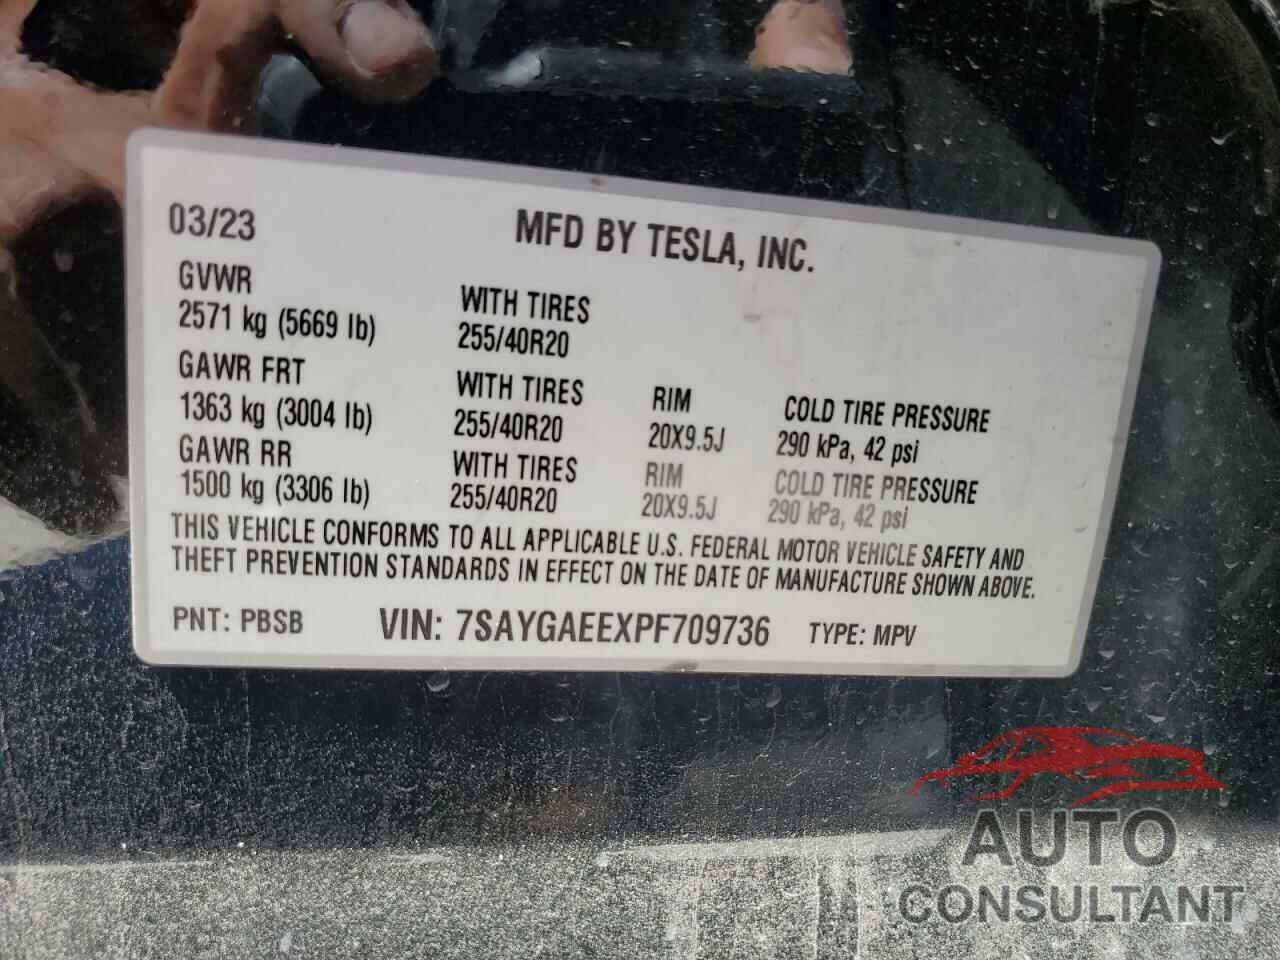 03/23 MFD BY TESLA, INC.
GVWR
2571 kg (5669 lb) WITH TIRES 255/40R20
GAWR FRT
1363 kg (3004 lb) WITH TIRES 255/40R20 RIM 20X9.5J COLD TIRE PRESSURE 290 kPa, 42 psi
GAWR RR
1500 kg (3306 lb) WITH TIRES 255/40R20 RIM 20X9.5J COLD TIRE PRESSURE 290 kPa, 42 psi
THIS VEHICLE CONFORMS TO ALL APPLICABLE U.S. FEDERAL MOTOR VEHICLE SAFETY AND
THEFT PREVENTION STANDARDS IN EFFECT ON THE DATE OF MANUFACTURE SHOWN ABOVE.
PNT: PBSB VIN: 7SAYGAEEXPF709736 TYPE: MPV
AUTO
CONSULTANT